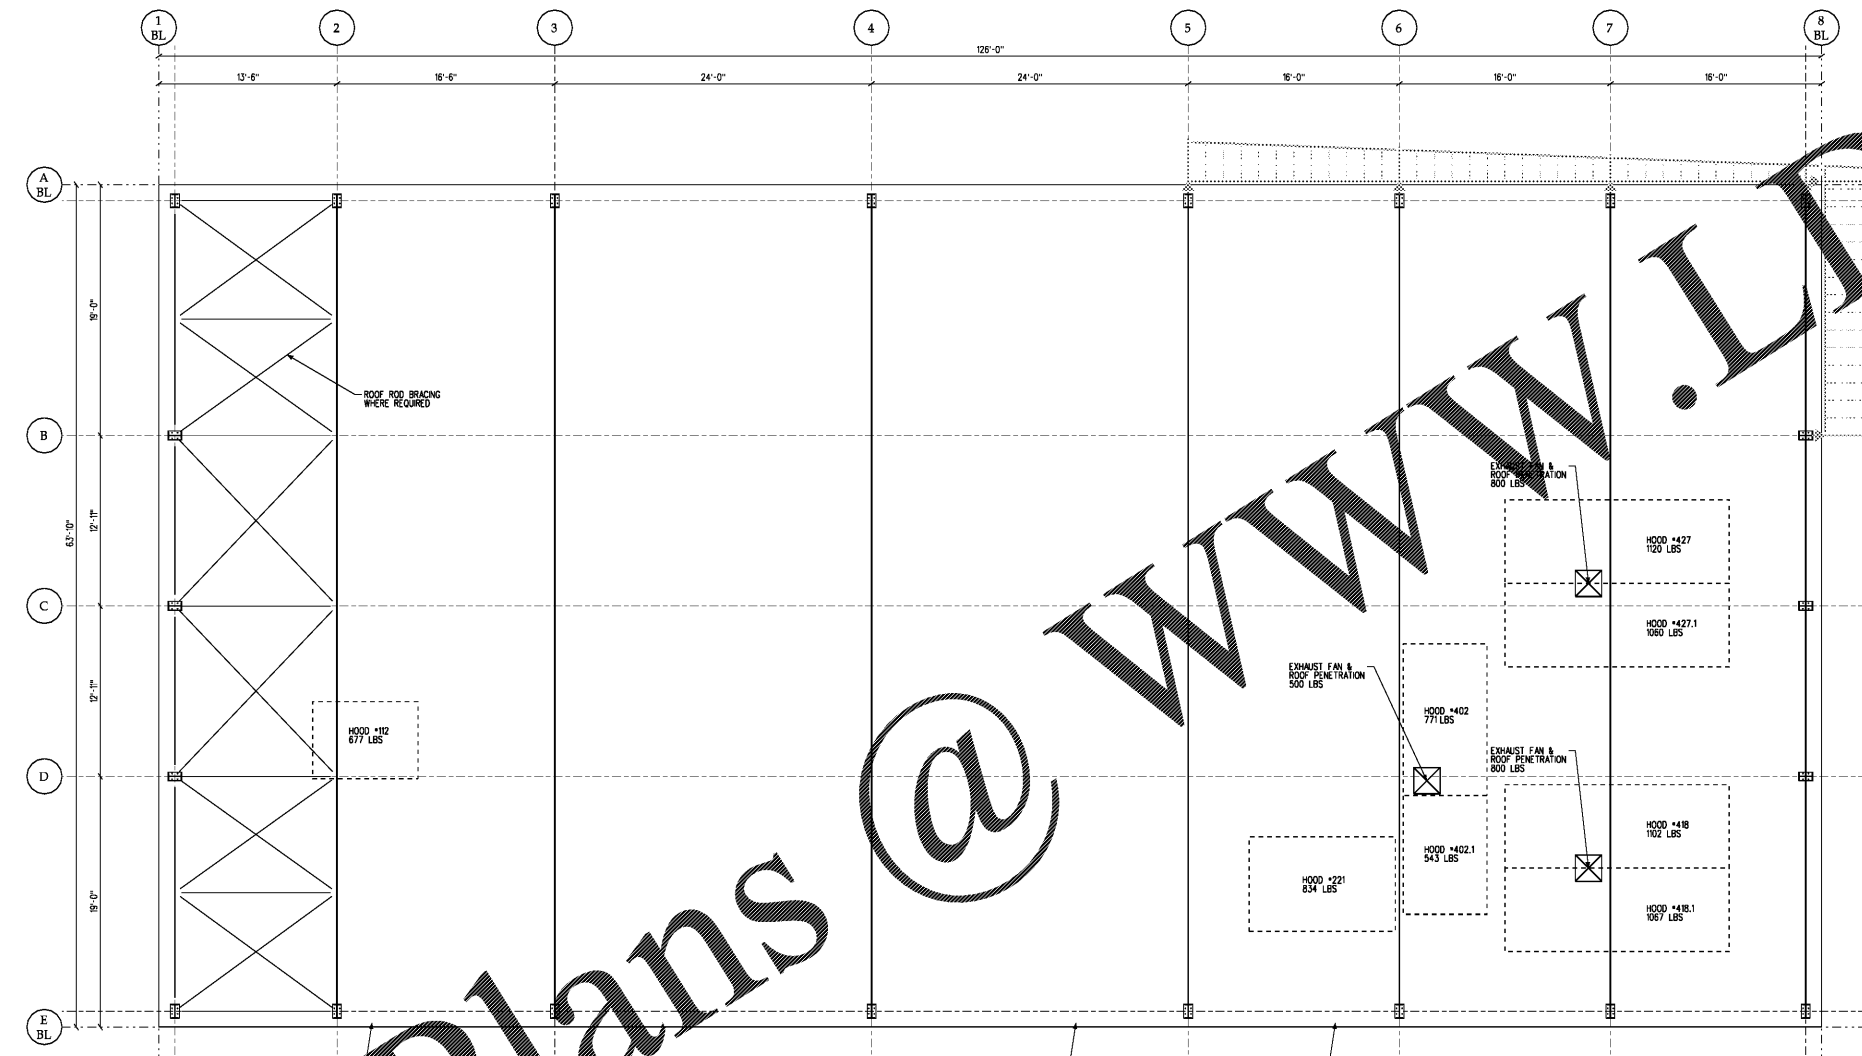 1
BL
2
3
4
5
6
7
8
BL
126'-0"
13'-6"
16'-6"
24'-0"
24'-0"
16'-0"
16'-0"
16'-0"
A
BL
19'-0"
ROOF ROD BRACING
WHERE REQUIRED
B
EXHAUST FAN &
ROOF PENETRATION
800 LBS
63'-10"
12'-11"
HOOD #427
1120 LBS
C
HOOD #427.1
1060 LBS
EXHAUST FAN &
ROOF PENETRATION
500 LBS
12'-11"
HOOD #112
677 LBS
HOOD #402
771 LBS
EXHAUST FAN &
ROOF PENETRATION
800 LBS
D
HOOD #418
1102 LBS
HOOD #402.1
543 LBS
HOOD #221
834 LBS
19'-0"
HOOD #418.1
1067 LBS
E
BL
plans @ www.LD